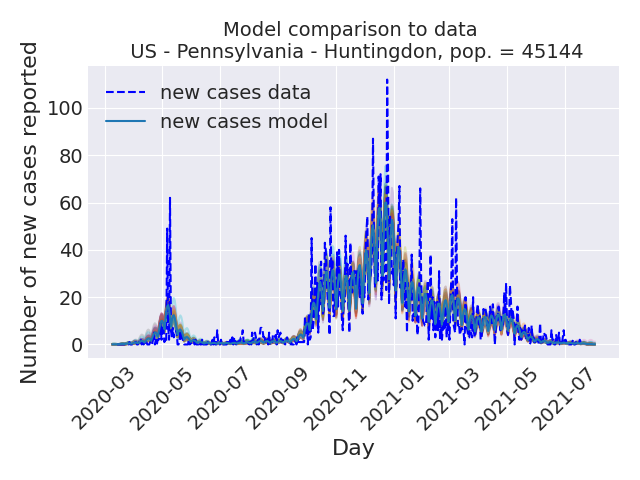 Model comparison to data
US - Pennsylvania - Huntingdon, pop. = 45144
Number of new cases reported
new cases data
new cases model
100
80
60
40
20
0
2020-03
2020-05
2020-07
2020-09
2020-11
2021-01
2021-03
2021-05
2021-07
Day